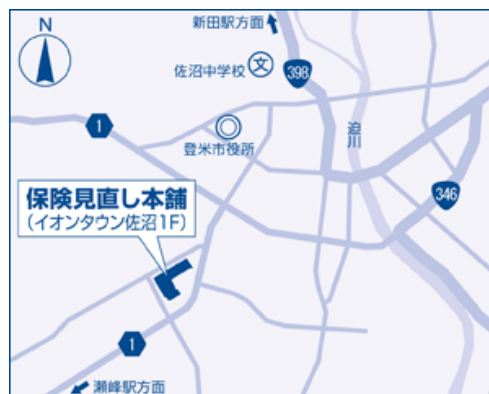 N
新田駅方面
佐沼中学校
文
398
1
登米市役所
迫川
保険見直し本舗
(イオンタウン佐沼1F)
346
1
瀬峰駅方面